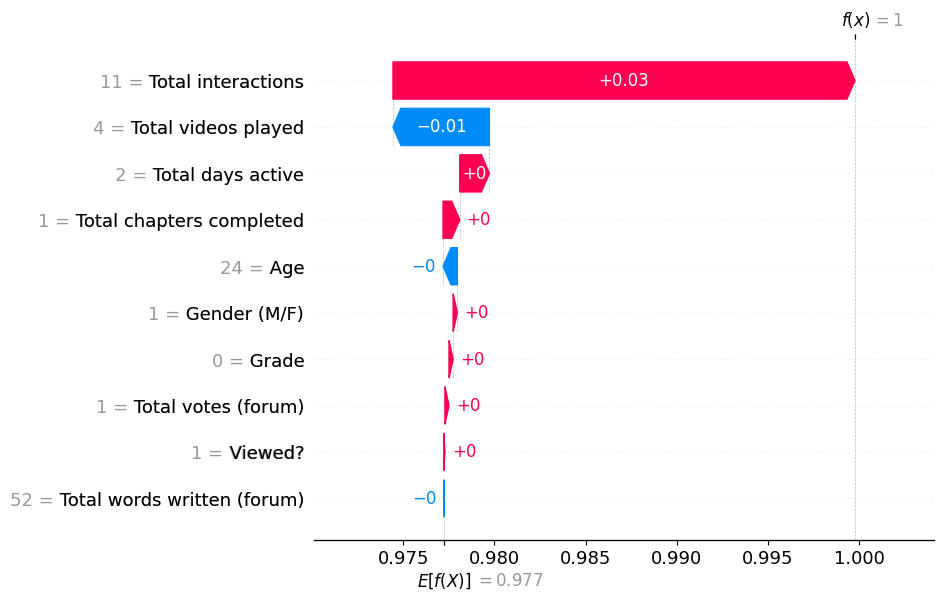 f(x) = 1
11 = Total interactions +0.03
4 = Total videos played −0.01
2 = Total days active +0
1 = Total chapters completed +0
24 = Age −0
1 = Gender (M/F) +0
0 = Grade +0
1 = Total votes (forum) +0
1 = Viewed? +0
52 = Total words written (forum) −0
0.975 0.980 0.985 0.990 0.995 1.000
E[f(X)] = 0.977